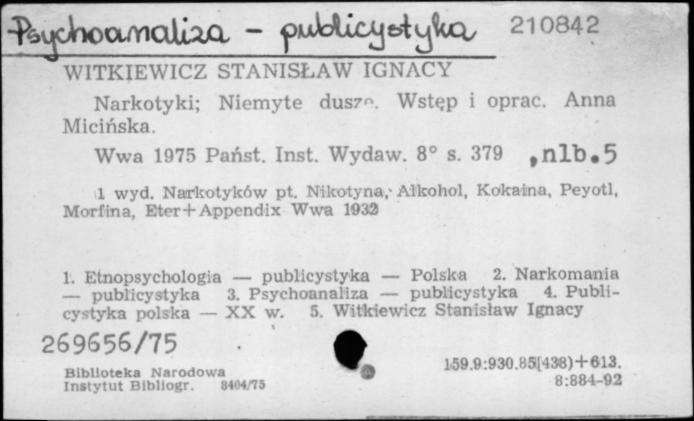 Psychoanaliza - publicystyka 210842
WITKIEWICZ STANISŁAW IGNACY
Narkotyki; Niemyte dusze. Wstęp i oprac. Anna
Micińska.
Wwa 1975 Państ. Inst. Wydaw. 8° s. 379 , nlb. 5
1 wyd. Narkotyków pt. Nikotyna, Alkohol, Kokaina, Peyotl,
Morfina, Eter+Appendix Wwa 1932
1. Etnopsychologia — publicystyka — Polska 2. Narkomania
— publicystyka 3. Psychoanaliza — publicystyka 4. Publi-
cystyka polska — XX w. 5. Witkiewicz Stanisław Ignacy
269656/75
Biblioteka Narodowa
Instytut Bibliogr. 8404/75
159.9:930.85[438)+613.
8:884-92